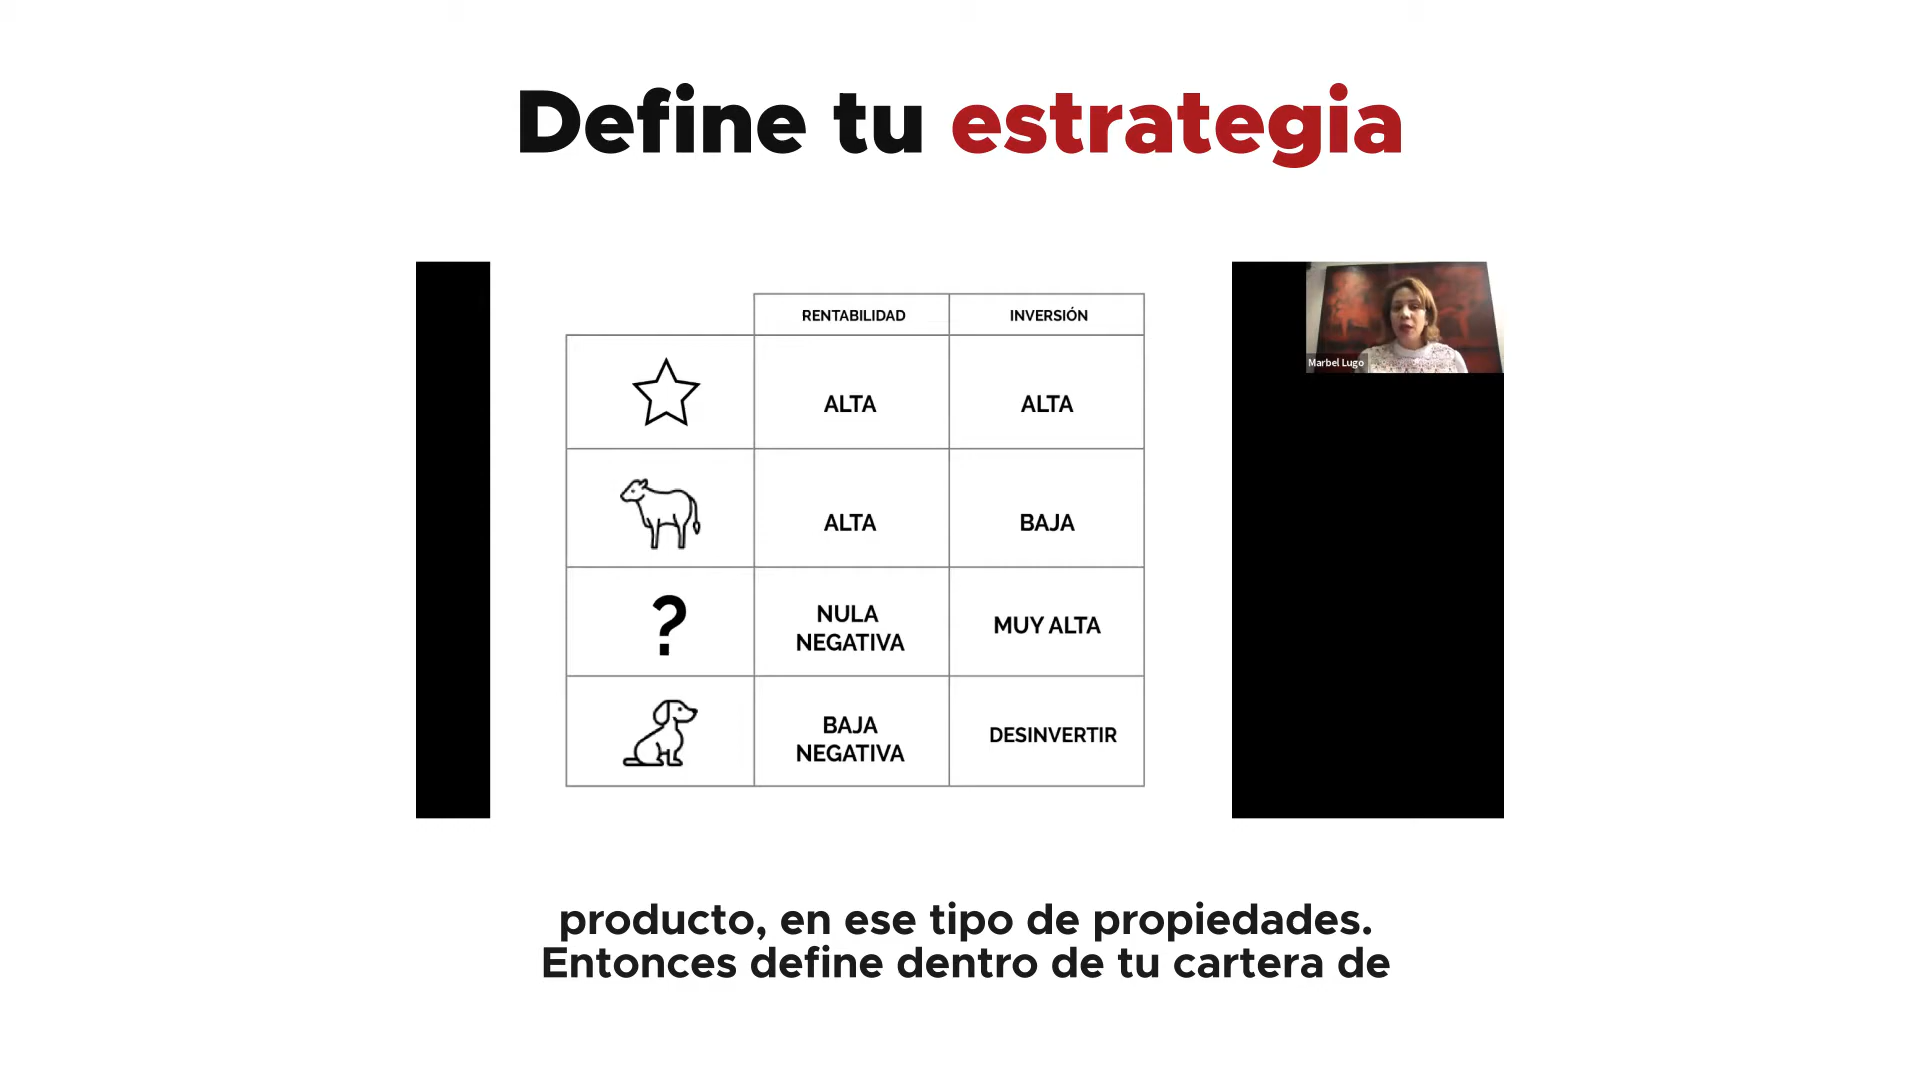 Define tu estrategia
RENTABILIDAD INVERSIÓN
Marbel Lugo
ALTA ALTA
ALTA BAJA
?
NULA
NEGATIVA
MUY ALTA
BAJA
NEGATIVA
DESINVERTIR
producto, en ese tipo de propiedades.
Entonces define dentro de tu cartera de